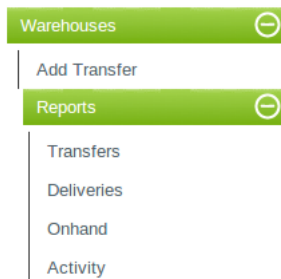 Warehouses
Add Transfer
Reports
Transfers
Deliveries
Onhand
Activity